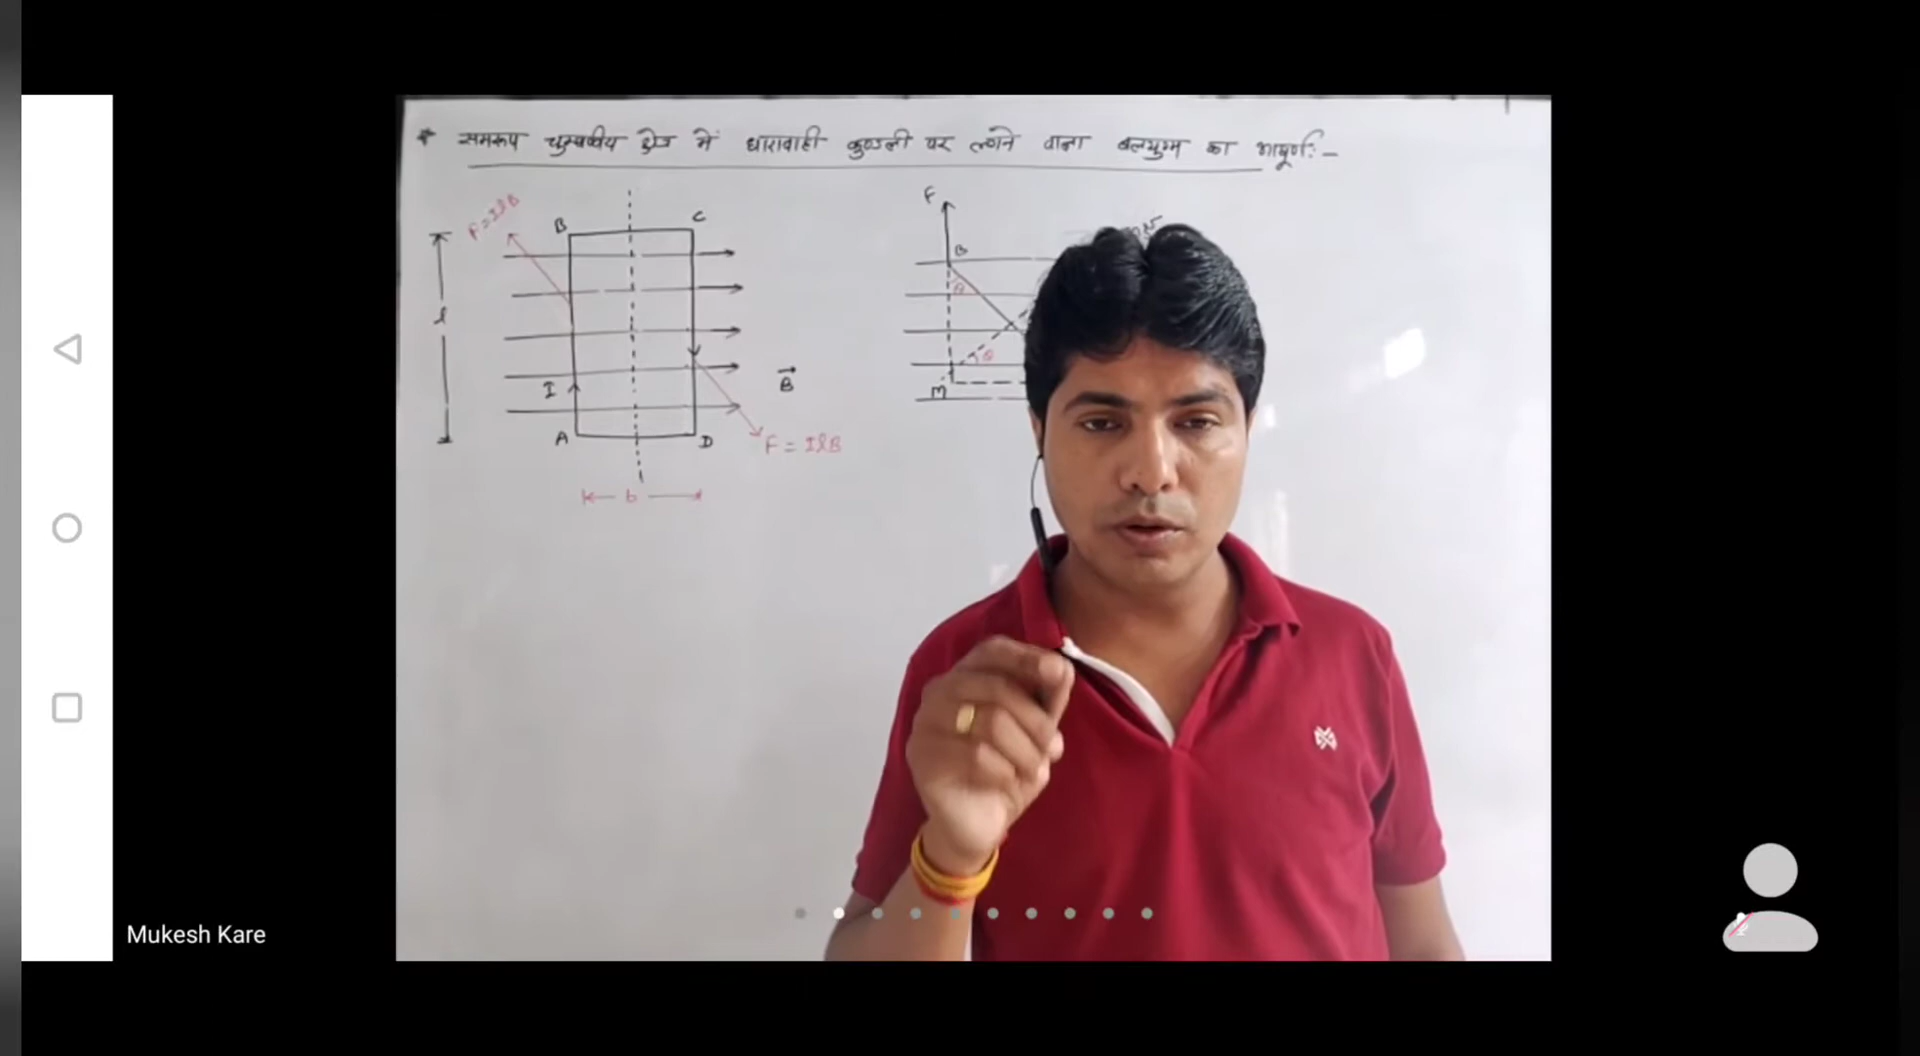 * समरूप चुम्बकीय क्षेत्र में धारावाही कुण्डली पर लगने वाला बलयुग्म का आघूर्ण :-
F = IlB
B
C
l
I
A
D
B
F = IlB
b
F
B
θ
θ
M
Mukesh Kare